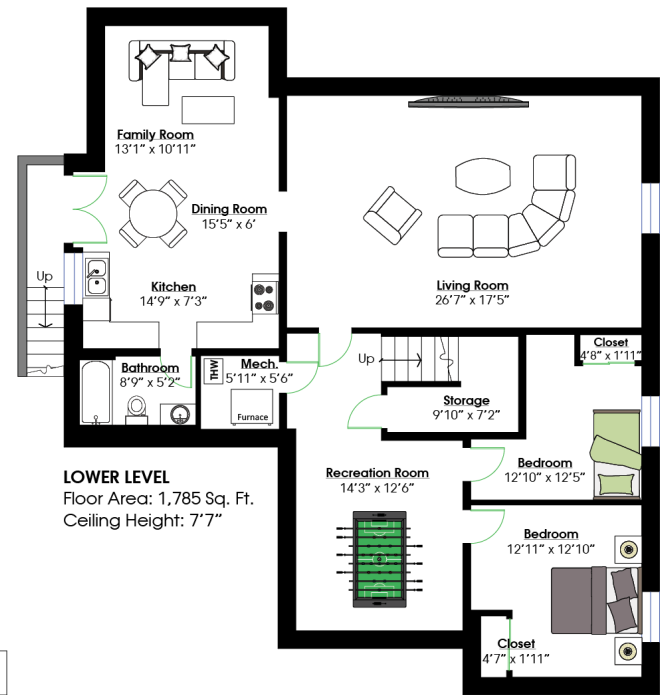 Family Room
13'1" x 10'11"
Dining Room
15'5" x 6'
Up
Kitchen
14'9" x 7'3"
Living Room
26'7" x 17'5"
Bathroom
8'9" x 5'2"
THW
Mech.
5'11" x 5'6"
Furnace
Up
Closet
4'8" x 1'11"
Storage
9'10" x 7'2"
LOWER LEVEL
Floor Area: 1,785 Sq. Ft.
Ceiling Height: 7'7"
Recreation Room
14'3" x 12'6"
Bedroom
12'10" x 12'5"
Bedroom
12'11" x 12'10"
Closet
4'7" x 1'11"